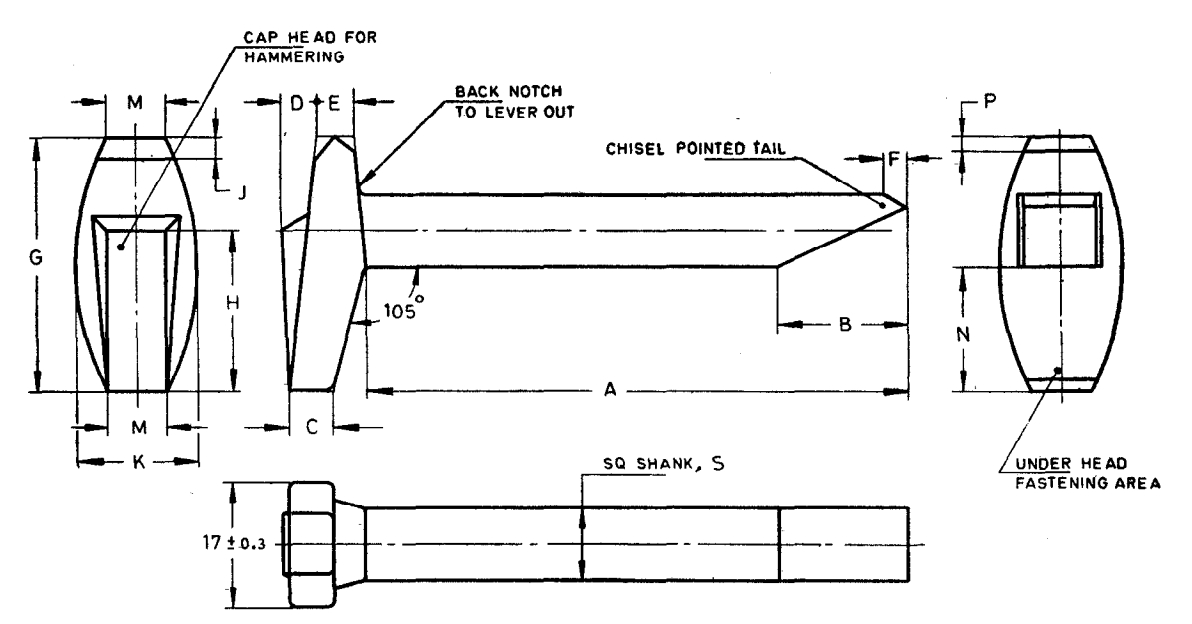 CAP HEAD FOR
HAMMERING
M
D E
BACK NOTCH
TO LEVER OUT
P
CHISEL POINTED TAIL
F
J
G
H
105°
B
N
A
M
C
K
SQ SHANK, S
UNDER HEAD
FASTENING AREA
17 ± 0.3